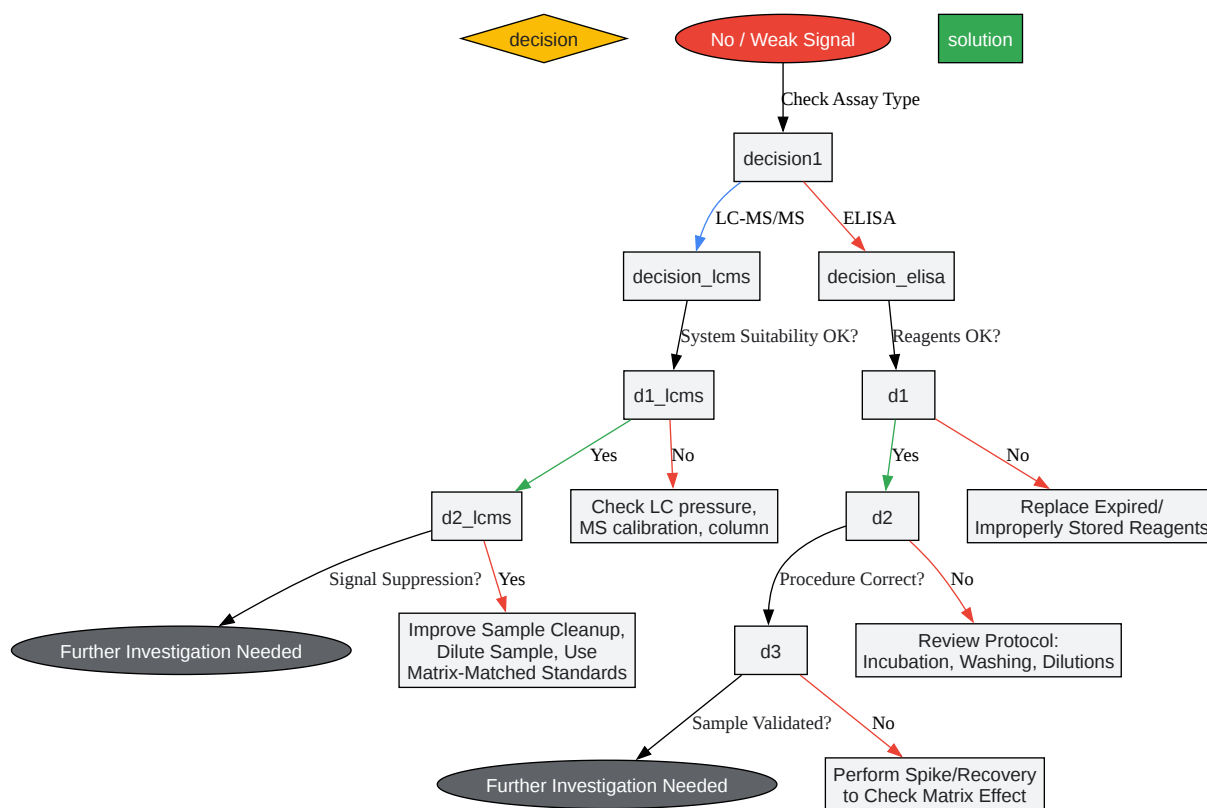 decision
No / Weak Signal
solution
Check Assay Type
decision1
LC-MS/MS
ELISA
decision_lcms
decision_elisa
System Suitability OK?
Reagents OK?
d1_lcms
d1
Yes
No
Yes
No
d2_lcms
Check LC pressure,
MS calibration, column
d2
Replace Expired/
Improperly Stored Reagents
Signal Suppression?
Yes
Procedure Correct?
No
Further Investigation Needed
Improve Sample Cleanup,
Dilute Sample, Use
Matrix-Matched Standards
d3
Review Protocol:
Incubation, Washing, Dilutions
Sample Validated?
No
Further Investigation Needed
Perform Spike/Recovery
to Check Matrix Effect